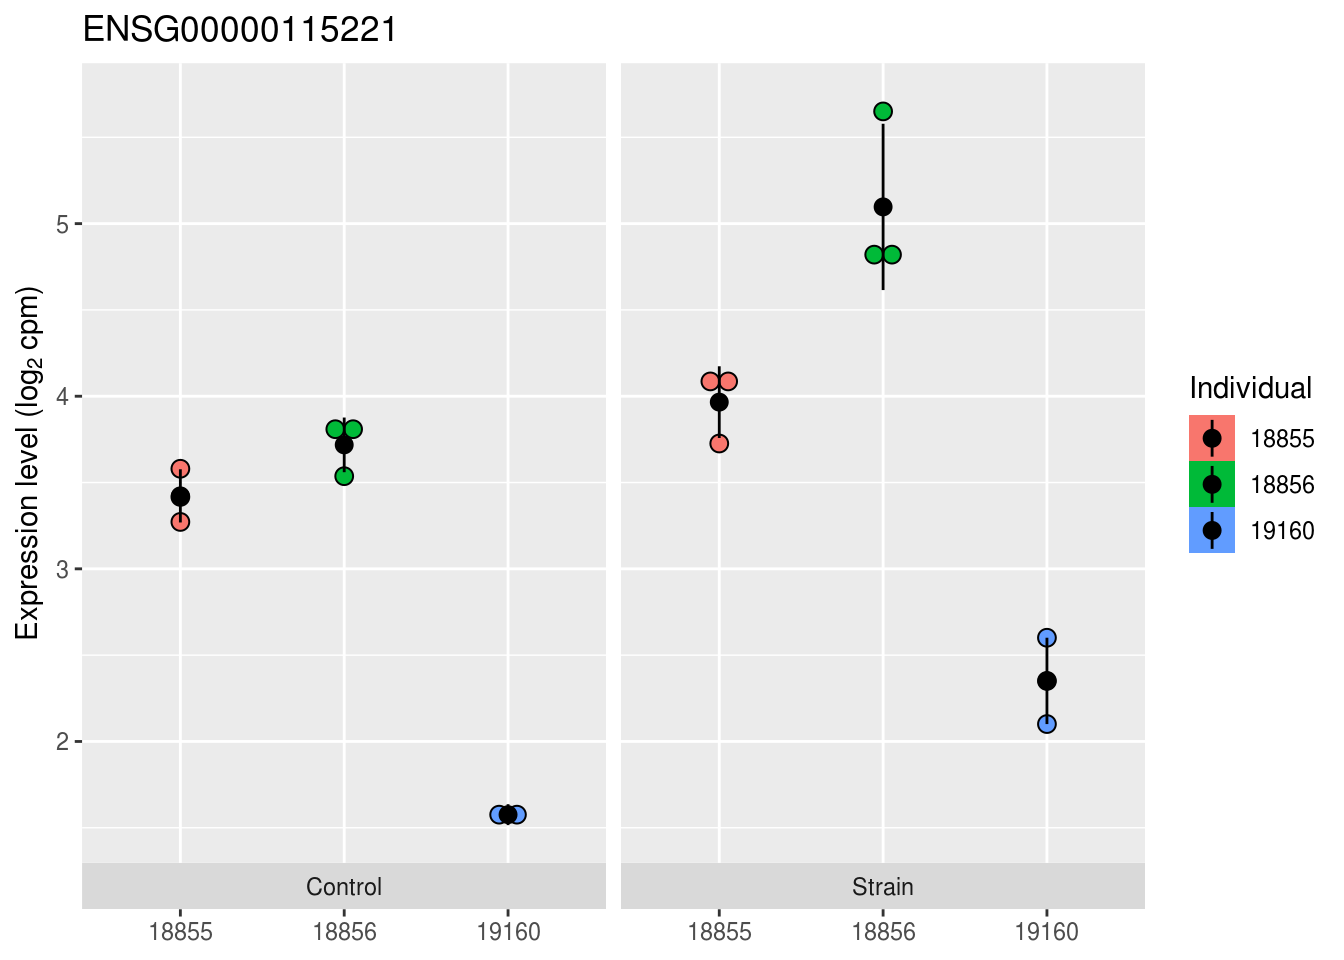 ENSG00000115221
Expression level (log₂ cpm)
5
4
3
2
Control
Strain
18855 18856 19160
18855 18856 19160
Individual
18855
18856
19160